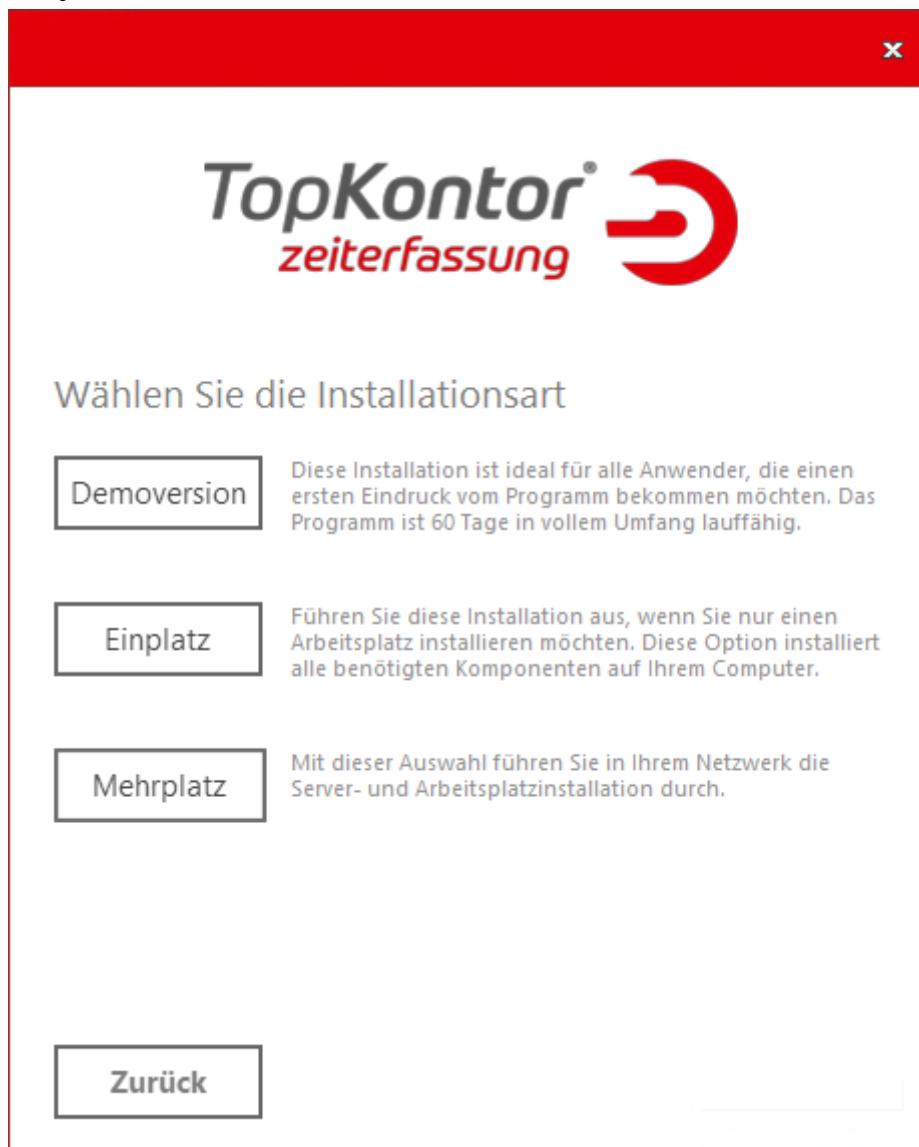 x
TopKontor®
zeiterfassung
Wählen Sie die Installationsart
Demoversion
Diese Installation ist ideal für alle Anwender, die einen
ersten Eindruck vom Programm bekommen möchten. Das
Programm ist 60 Tage in vollem Umfang lauffähig.
Einplatz
Führen Sie diese Installation aus, wenn Sie nur einen
Arbeitsplatz installieren möchten. Diese Option installiert
alle benötigten Komponenten auf Ihrem Computer.
Mehrplatz
Mit dieser Auswahl führen Sie in Ihrem Netzwerk die
Server- und Arbeitsplatzinstallation durch.
Zurück